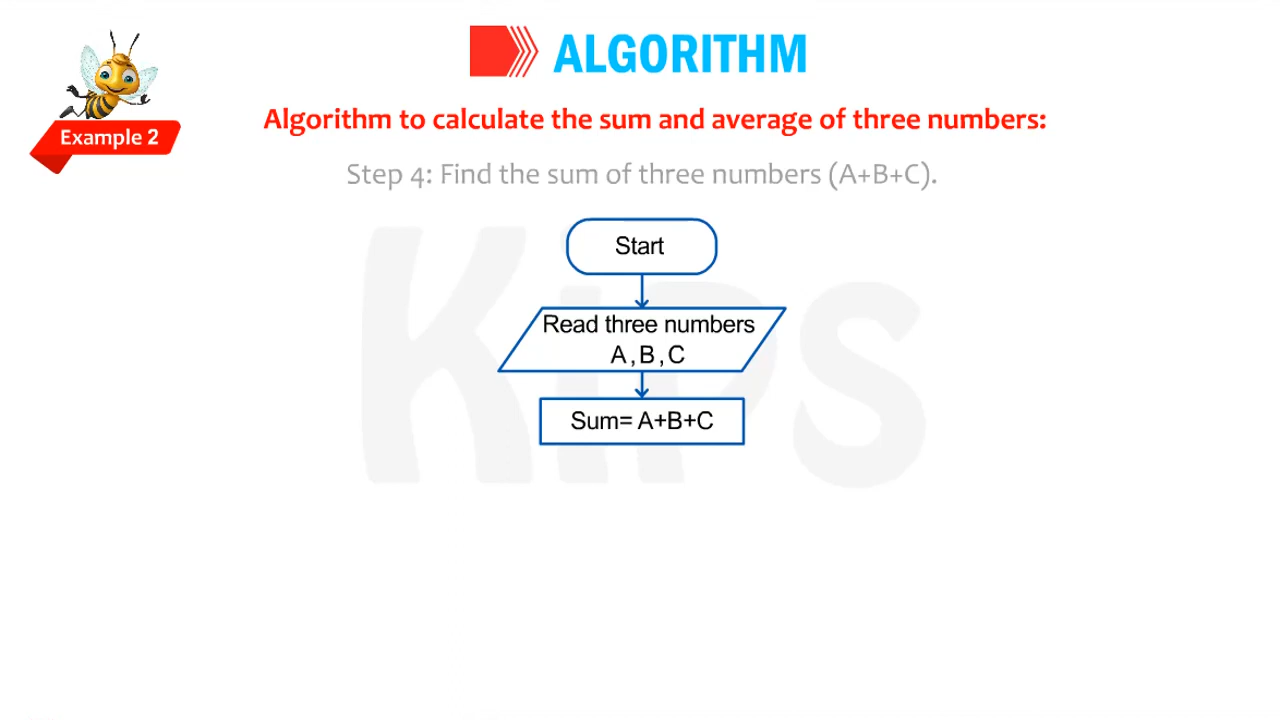 ALGORITHM
Example 2
Algorithm to calculate the sum and average of three numbers:
Step 4: Find the sum of three numbers (A+B+C).
Kips
Start
Read three numbers
A , B , C
Sum= A+B+C